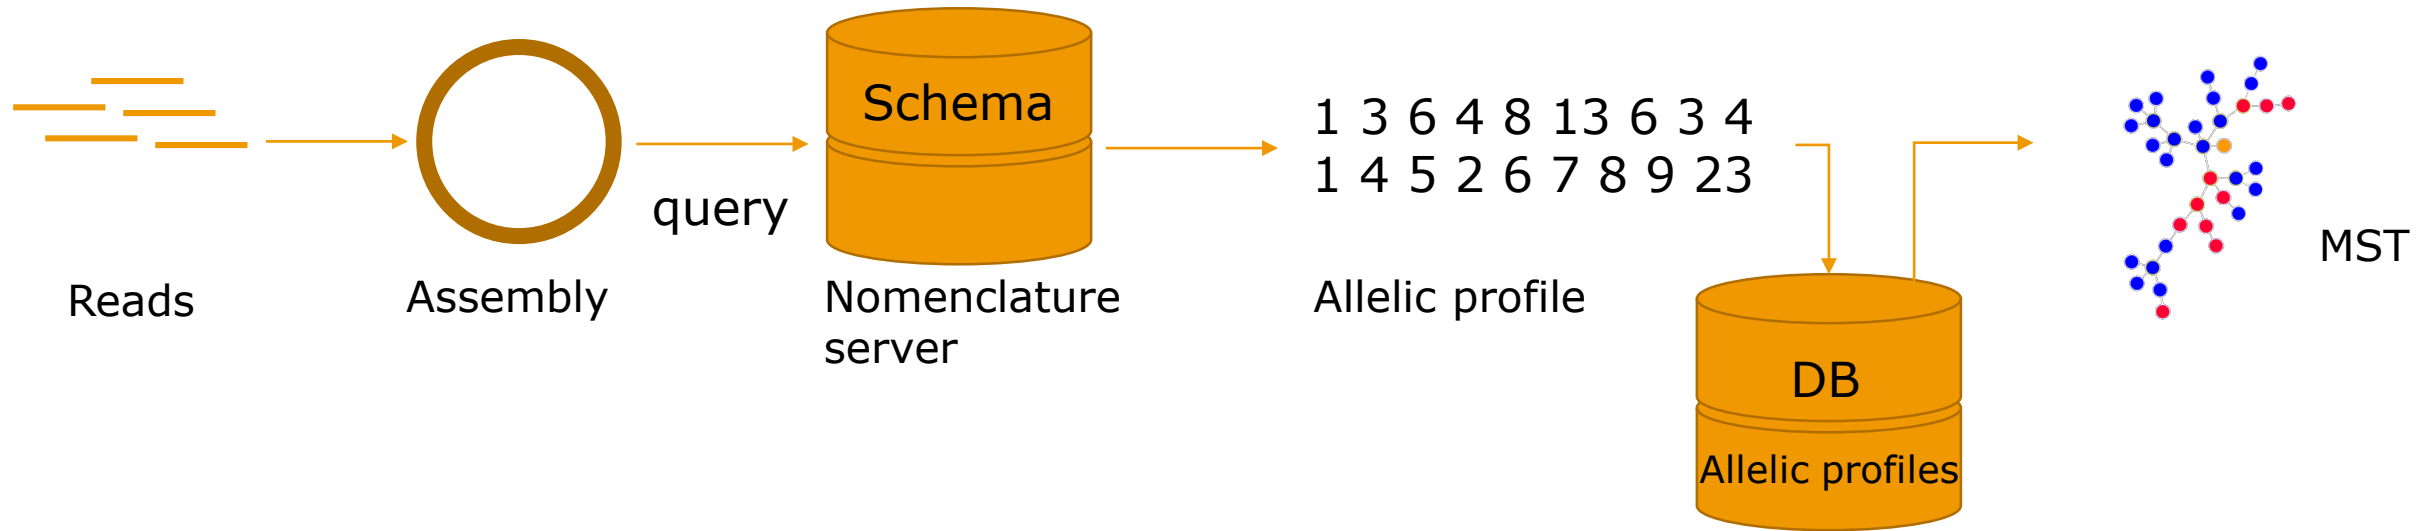 Reads
Assembly
query
Schema
Nomenclature
server
1 3 6 4 8 13 6 3 4
1 4 5 2 6 7 8 9 23
Allelic profile
DB
Allelic profiles
MST